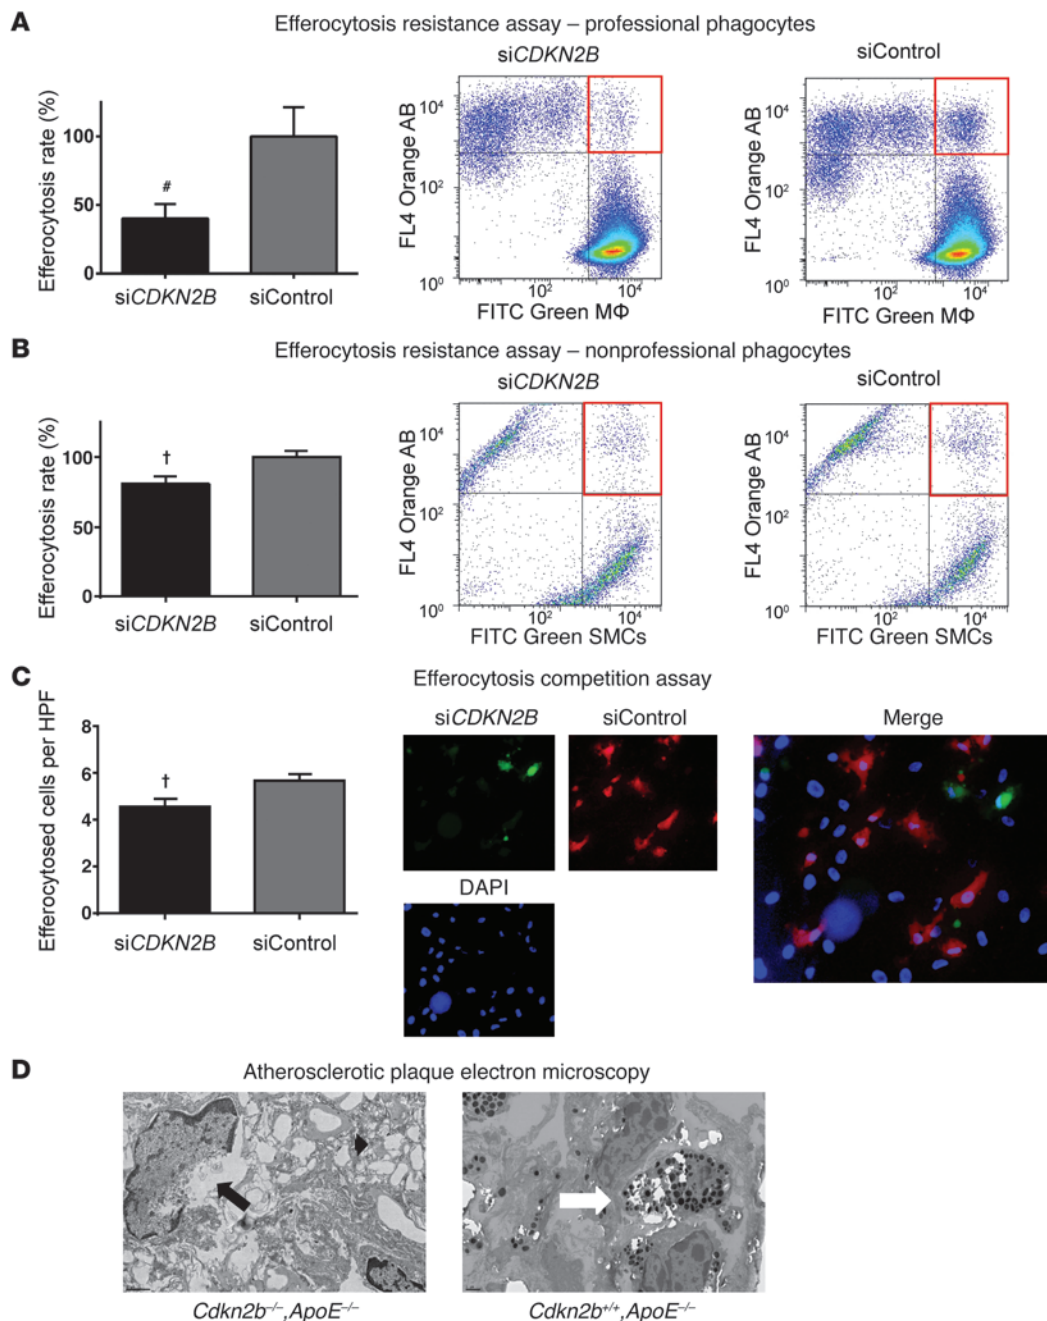 A
Efferocytosis resistance assay – professional phagocytes
siCDKN2B
siControl
Efferocytosis rate (%)
100
50
0
#
siCDKN2B
siControl
FL4 Orange AB
10⁴
10²
10⁰
10²
10⁴
FITC Green MΦ
FL4 Orange AB
10⁴
10²
10⁰
10²
10⁴
FITC Green MΦ
B
Efferocytosis resistance assay – nonprofessional phagocytes
siCDKN2B
siControl
Efferocytosis rate (%)
100
50
0
†
siCDKN2B
siControl
FL4 Orange AB
10⁴
10²
10⁰
10²
10⁴
FITC Green SMCs
FL4 Orange AB
10⁴
10²
10⁰
10²
10⁴
FITC Green SMCs
C
Efferocytosis competition assay
Efferocytosed cells per HPF
8
6
4
2
0
†
siCDKN2B
siControl
siCDKN2B
siControl
Merge
DAPI
D
Atherosclerotic plaque electron microscopy
Cdkn2b⁻/⁻,ApoE⁻/⁻
Cdkn2b⁺/⁺,ApoE⁻/⁻